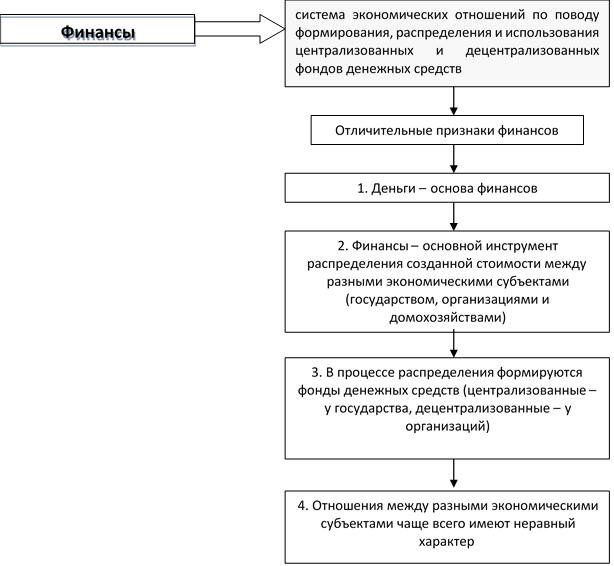 Финансы
система экономических отношений по поводу
формирования, распределения и использования
централизованных и децентрализованных
фондов денежных средств
Отличительные признаки финансов
1. Деньги – основа финансов
2. Финансы – основной инструмент
распределения созданной стоимости между
разными экономическими субъектами
(государством, организациями и
домохозяйствами)
3. В процессе распределения формируются
фонды денежных средств (централизованные –
у государства, децентрализованные – у
организаций)
4. Отношения между разными экономическими
субъектами чаще всего имеют неравный
характер